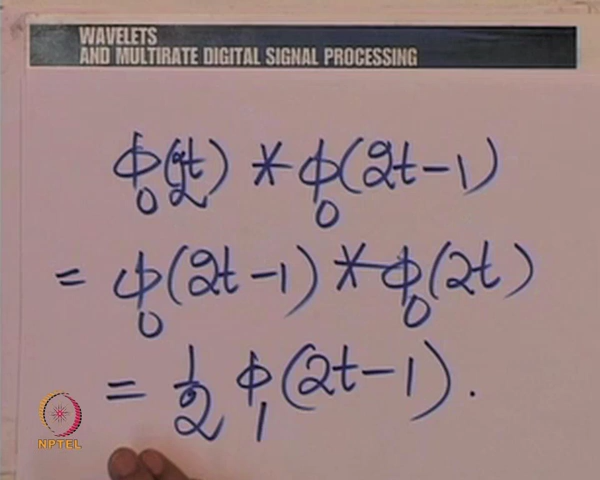 WAVELETS
AND MULTIRATE DIGITAL SIGNAL PROCESSING
ϕ₀(2t) * ϕ₀(2t-1)
= ϕ₀(2t-1) * ϕ₀(2t)
= 1/2 ϕ₁(2t-1).
NPTEL